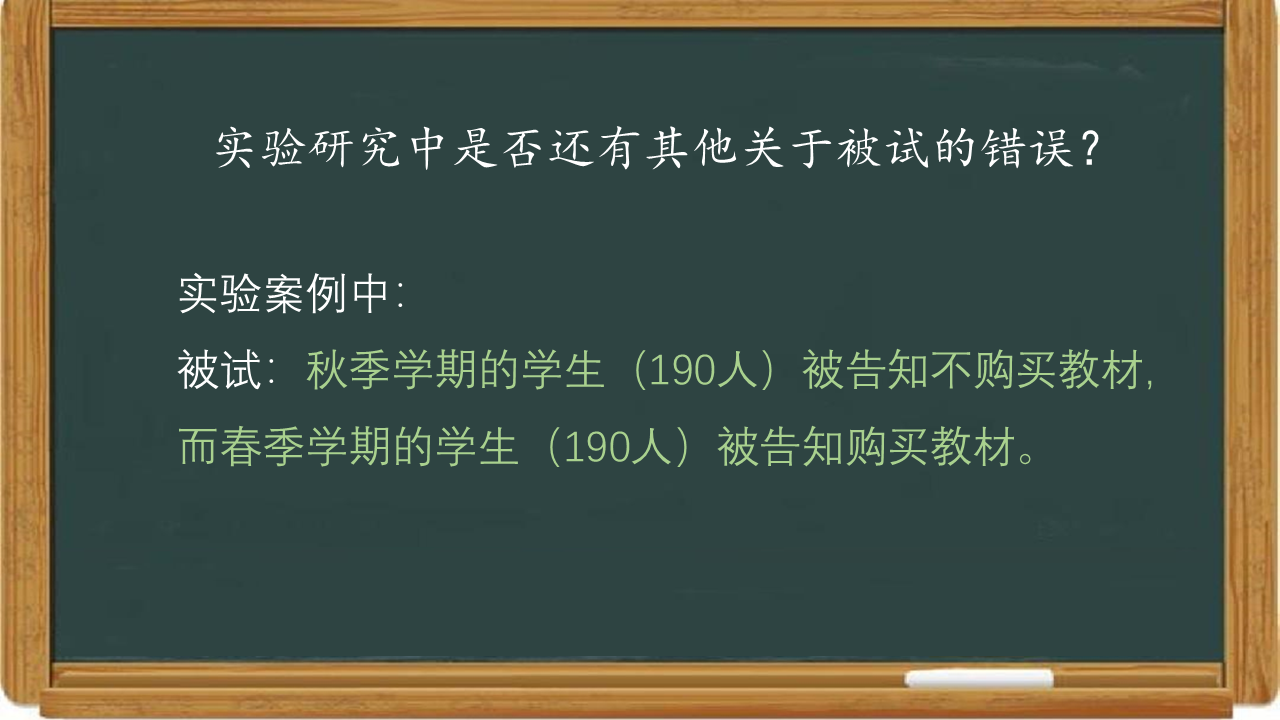 实验研究中是否还有其他关于被试的错误？
实验案例中：
被试：秋季学期的学生（190人）被告知不购买教材，
而春季学期的学生（190人）被告知购买教材。